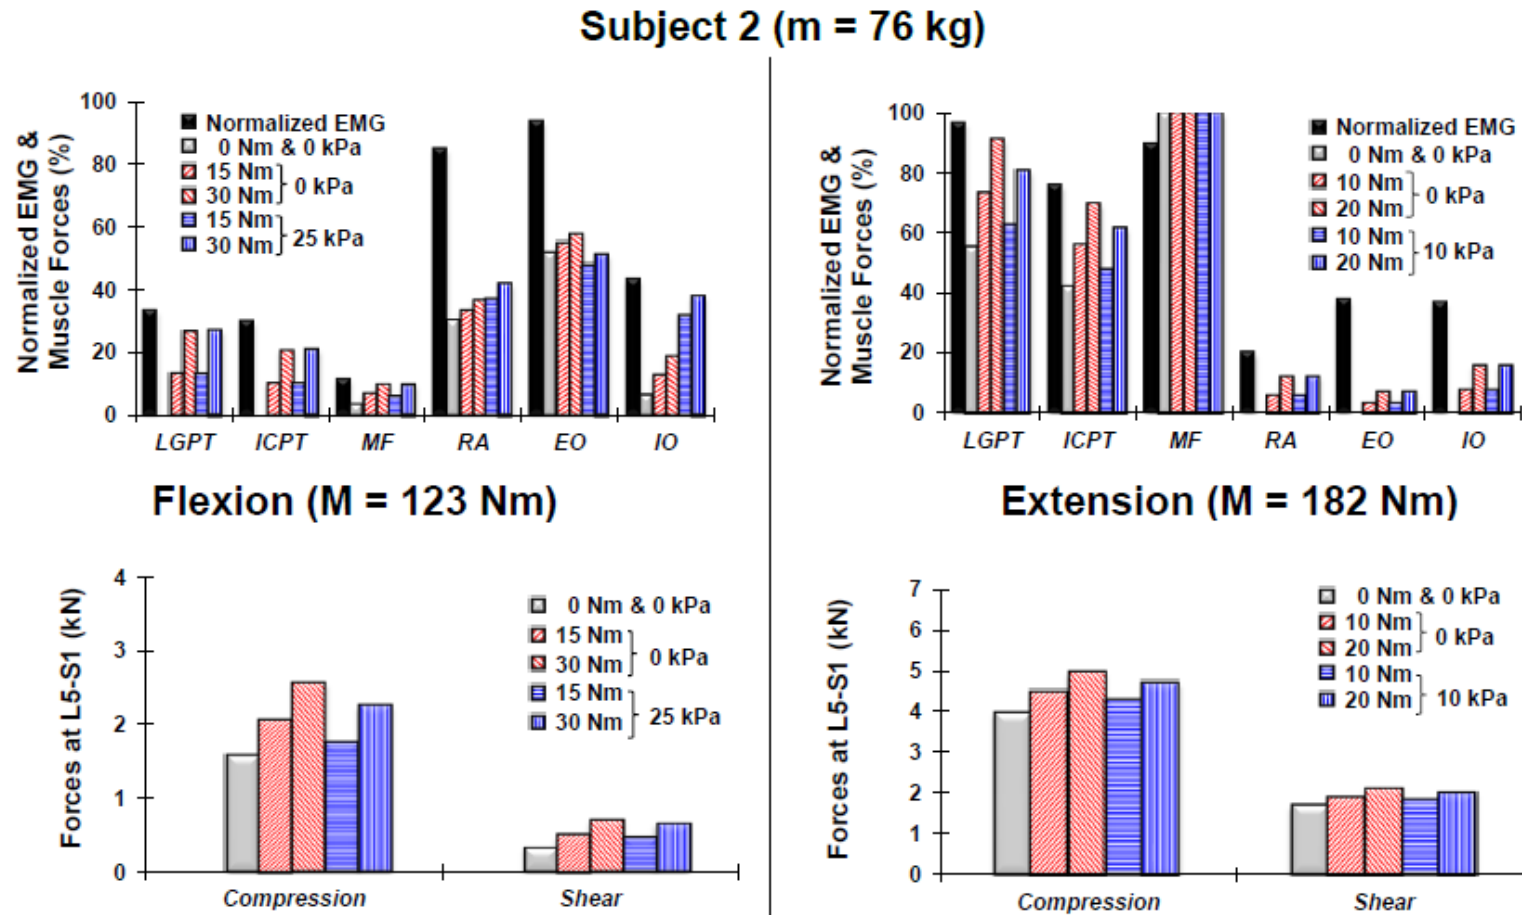 Subject 2 (m = 76 kg)
Normalized EMG &
Muscle Forces (%)
100
80
60
40
20
0
Normalized EMG
0 Nm & 0 kPa
15 Nm
30 Nm
0 kPa
15 Nm
30 Nm
25 kPa
LGPT ICPT MF RA EO IO
Flexion (M = 123 Nm)
Normalized EMG &
Muscle Forces (%)
100
80
60
40
20
0
Normalized EMG
0 Nm & 0 kPa
10 Nm
20 Nm
0 kPa
10 Nm
20 Nm
10 kPa
LGPT ICPT MF RA EO IO
Extension (M = 182 Nm)
Forces at L5-S1 (kN)
4
3
2
1
0
0 Nm & 0 kPa
15 Nm
30 Nm
0 kPa
15 Nm
30 Nm
25 kPa
Compression Shear
Forces at L5-S1 (kN)
7
6
5
4
3
2
1
0
0 Nm & 0 kPa
10 Nm
20 Nm
0 kPa
10 Nm
20 Nm
10 kPa
Compression Shear